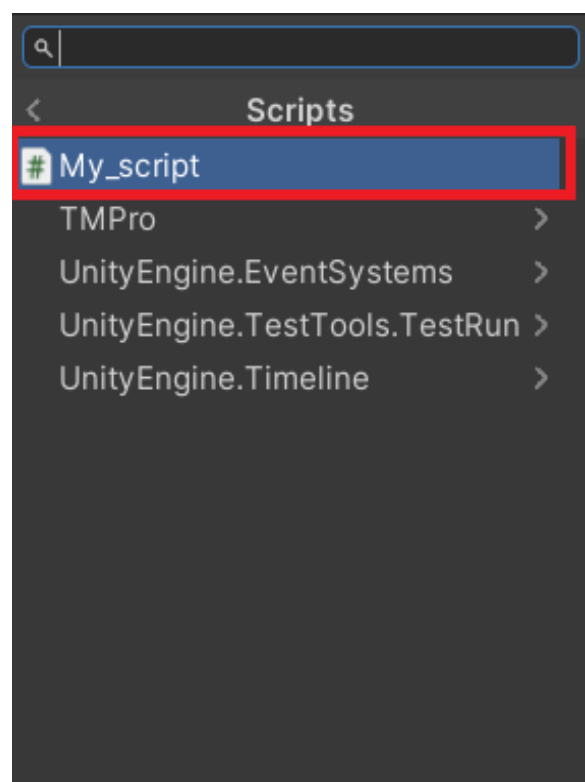 Scripts
# My_script
TMPro
UnityEngine.EventSystems
UnityEngine.TestTools.TestRun
UnityEngine.Timeline